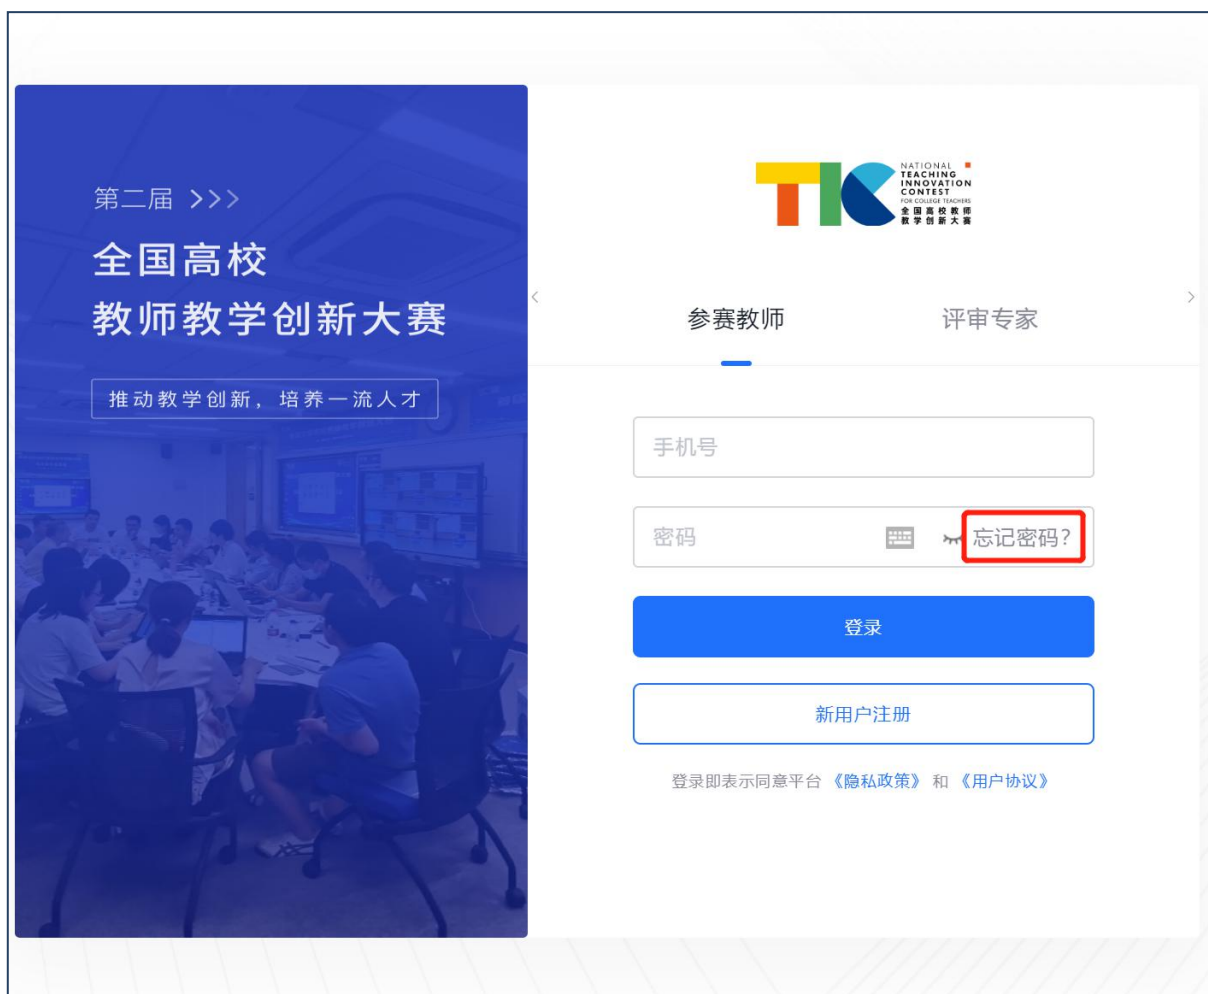 第二届 >>>
全国高校
教师教学创新大赛
推动教学创新，培养一流人才
TIC
NATIONAL
TEACHING
INNOVATION
CONTEST
FOR COLLEGE TEACHERS
全国高校教师
教学创新大赛
参赛教师 评审专家
手机号
密码 忘记密码?
登录
新用户注册
登录即表示同意平台 《隐私政策》 和 《用户协议》